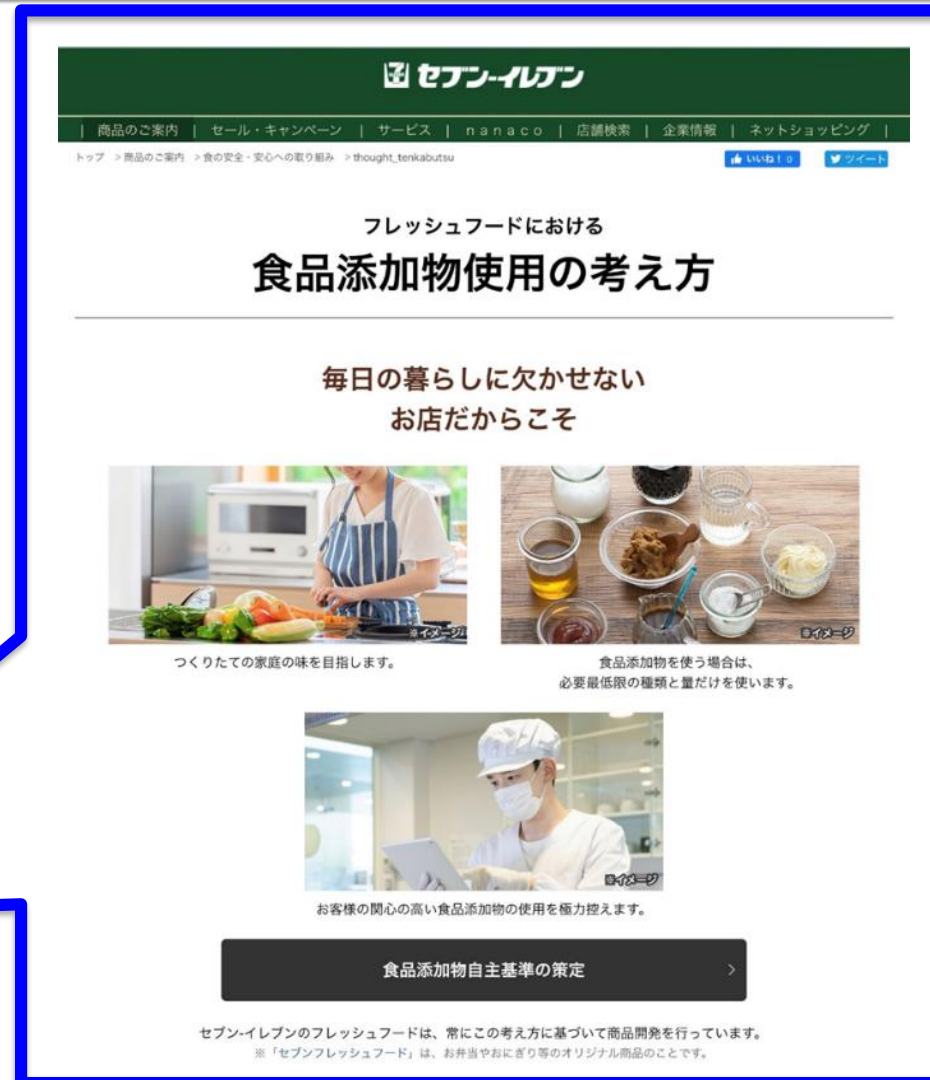 セブン-イレブン
| 商品のご案内 | セール・キャンペーン | サービス | nanaco | 店舗検索 | 企業情報 | ネットショッピング |
トップ >商品のご案内 >食の安全・安心への取り組み >thought_tenkabutsu
いいね! 0 ツイート
フレッシュフードにおける
食品添加物使用の考え方
毎日の暮らしに欠かせない
お店だからこそ
※イメージ
※イメージ
つくりたての家庭の味を目指します。
食品添加物を使う場合は、
必要最低限の種類と量だけを使います。
※イメージ
お客様の関心の高い食品添加物の使用を極力控えます。
食品添加物自主基準の策定 >
セブン-イレブンのフレッシュフードは、常にこの考え方に基づいて商品開発を行っています。
※「セブンフレッシュフード」は、お弁当やおにぎり等のオリジナル商品のことです。